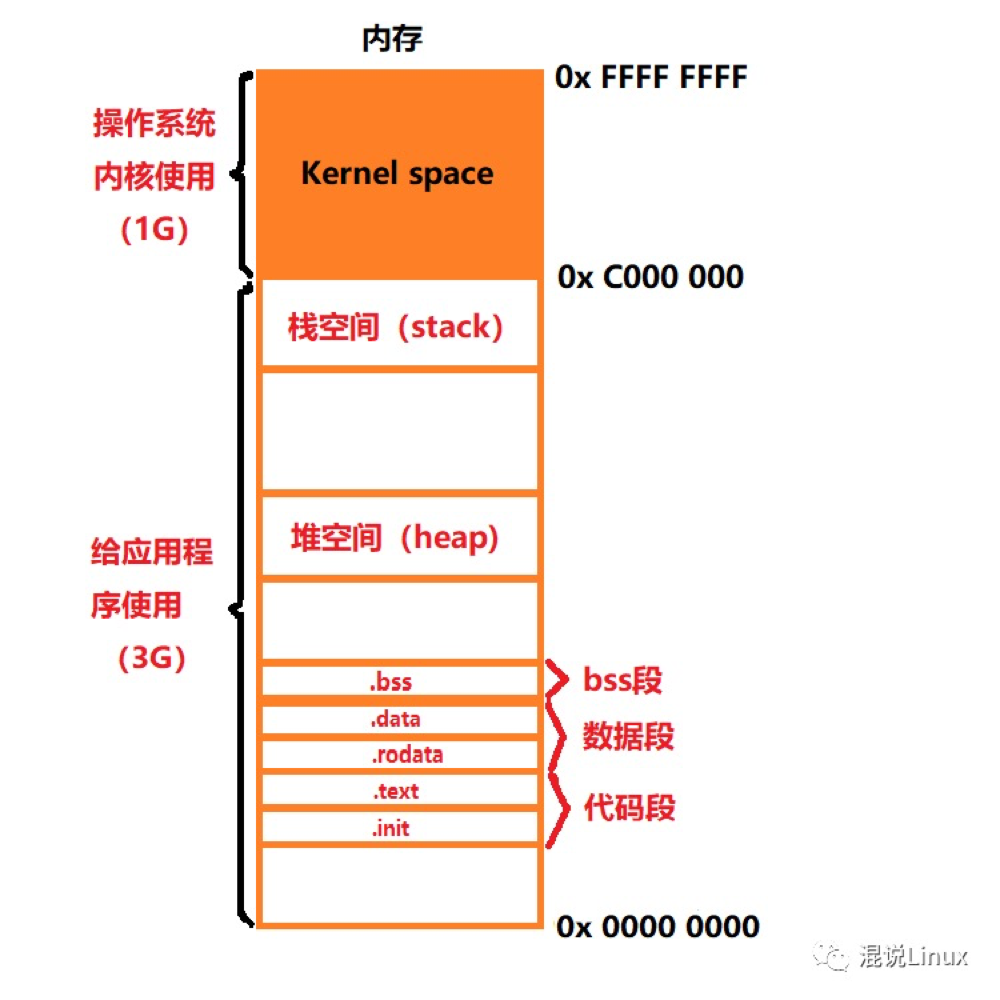 内存
0x FFFF FFFF
操作系统
内核使用
（1G）
Kernel space
0x C000 000
栈空间（stack）
堆空间（heap)
给应用程
序使用
（3G）
.bss
bss段
.data
数据段
.rodata
.text
代码段
.init
0x 0000 0000
混说Linux